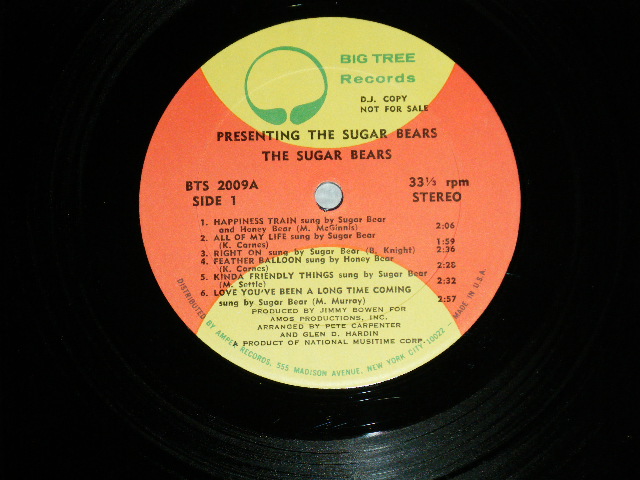 BIG TREE
Records
D.J. COPY
NOT FOR SALE
PRESENTING THE SUGAR BEARS
THE SUGAR BEARS
BTS 2009A
SIDE 1
33⅓ rpm
STEREO
1. HAPPINESS TRAIN sung by Sugar Bear
and Honey Bear (M. McGinnis) 2:06
2. ALL OF MY LIFE sung by Sugar Bear
(K. Carnes) 1:59
3. RIGHT ON sung by Sugar Bear (B. Knight) 2:36
4. FEATHER BALLOON sung by Honey Bear
(K. Carnes) 2:28
5. KINDA FRIENDLY THINGS sung by Sugar Bear
(M. Settle) 2:32
6. LOVE YOU'VE BEEN A LONG TIME COMING
sung by Sugar Bear (M. Murray) 2:57
PRODUCED BY JIMMY BOWEN FOR
AMOS PRODUCTIONS, INC.
ARRANGED BY PETE CARPENTER
AND GLEN D. HARDIN
A PRODUCT OF NATIONAL MUSITIME CORP.
DISTRIBUTED BY AMPEX RECORDS, 555 MADISON AVENUE, NEW YORK CITY 10022 - MADE IN U.S.A.